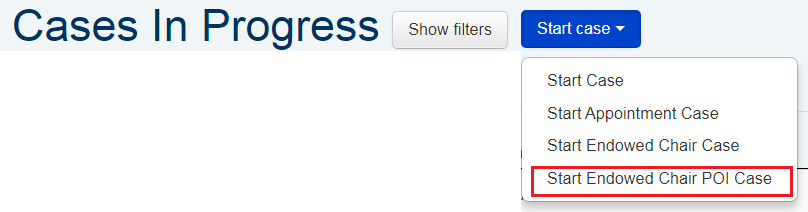 Cases In Progress
Show filters
Start case
Start Case
Start Appointment Case
Start Endowed Chair Case
Start Endowed Chair POI Case